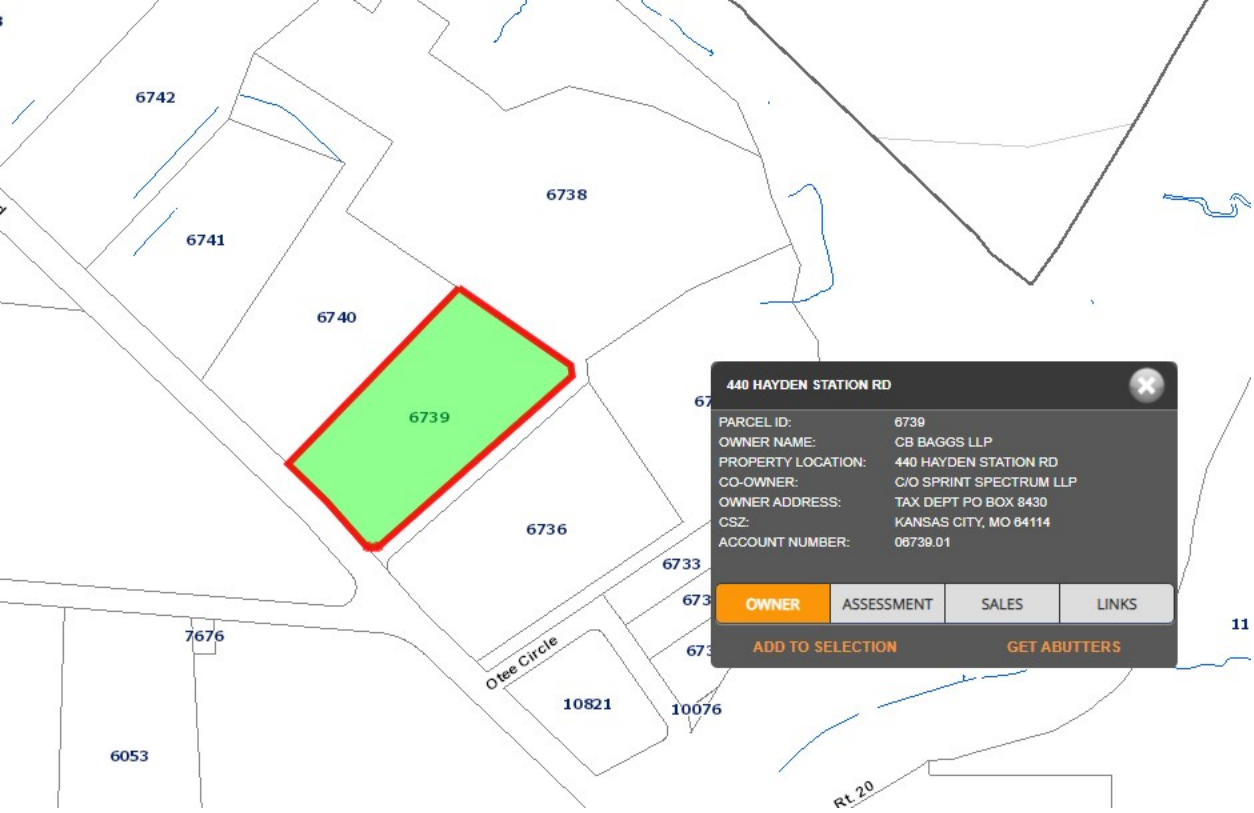 6742
6738
6741
6740
6739
6736
6733
7676
Otee Circle
10821
10076
6053
Rt. 20
440 HAYDEN STATION RD
PARCEL ID: 6739
OWNER NAME: CB BAGGS LLP
PROPERTY LOCATION: 440 HAYDEN STATION RD
CO-OWNER: C/O SPRINT SPECTRUM LLP
OWNER ADDRESS: TAX DEPT PO BOX 8430
CSZ: KANSAS CITY, MO 64114
ACCOUNT NUMBER: 06739.01
OWNER ASSESSMENT SALES LINKS
ADD TO SELECTION GET ABUTTERS